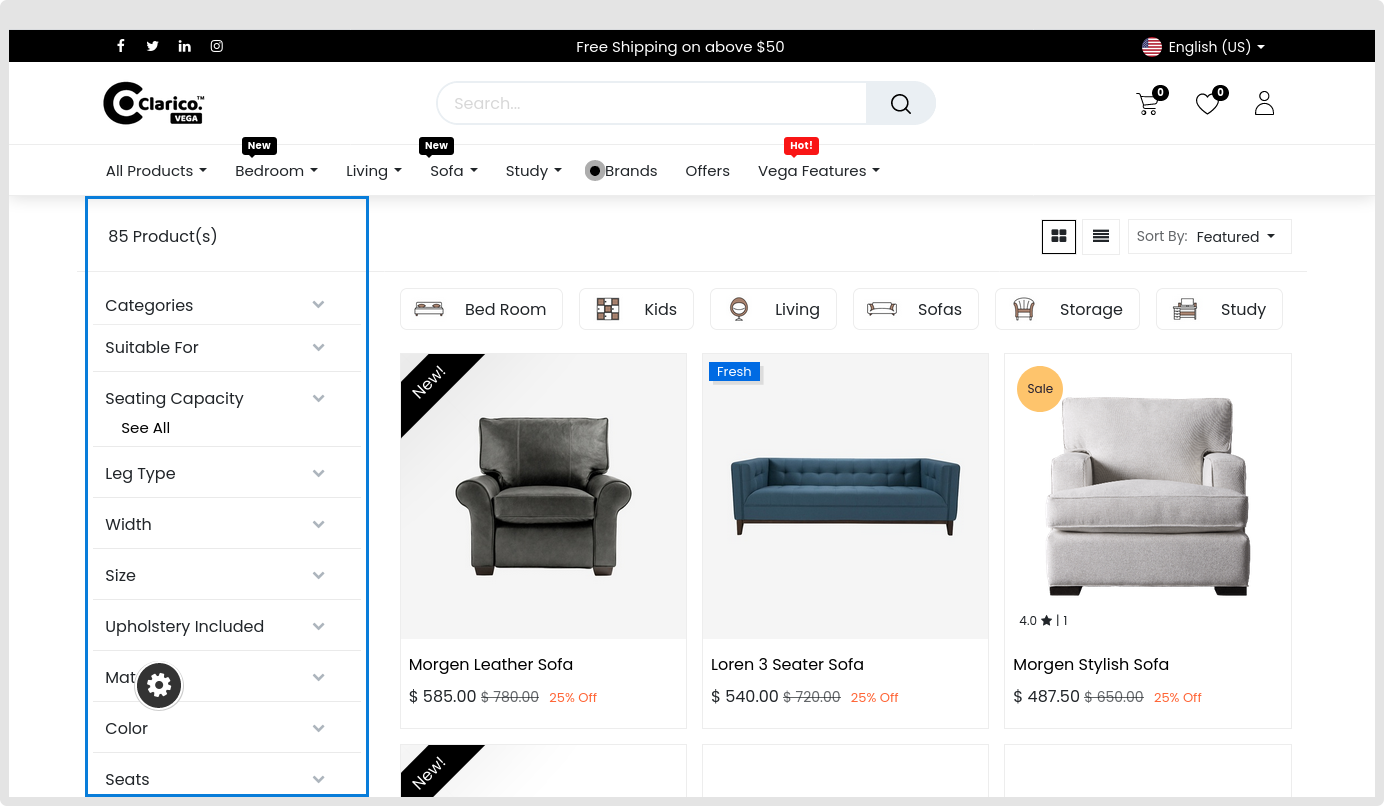 Free Shipping on above $50
English (US)
Clarico.™
VEGA
Search...
0
0
New
New
Hot!
All Products
Bedroom
Living
Sofa
Study
Brands
Offers
Vega Features
85 Product(s)
Sort By: Featured
Categories
Suitable For
Seating Capacity
See All
Leg Type
Width
Size
Upholstery Included
Mat
Color
Seats
Bed Room
Kids
Living
Sofas
Storage
Study
New!
Fresh
Sale
4.0 ★ | 1
Morgen Leather Sofa
$ 585.00 $ 780.00 25% Off
Loren 3 Seater Sofa
$ 540.00 $ 720.00 25% Off
Morgen Stylish Sofa
$ 487.50 $ 650.00 25% Off
New!